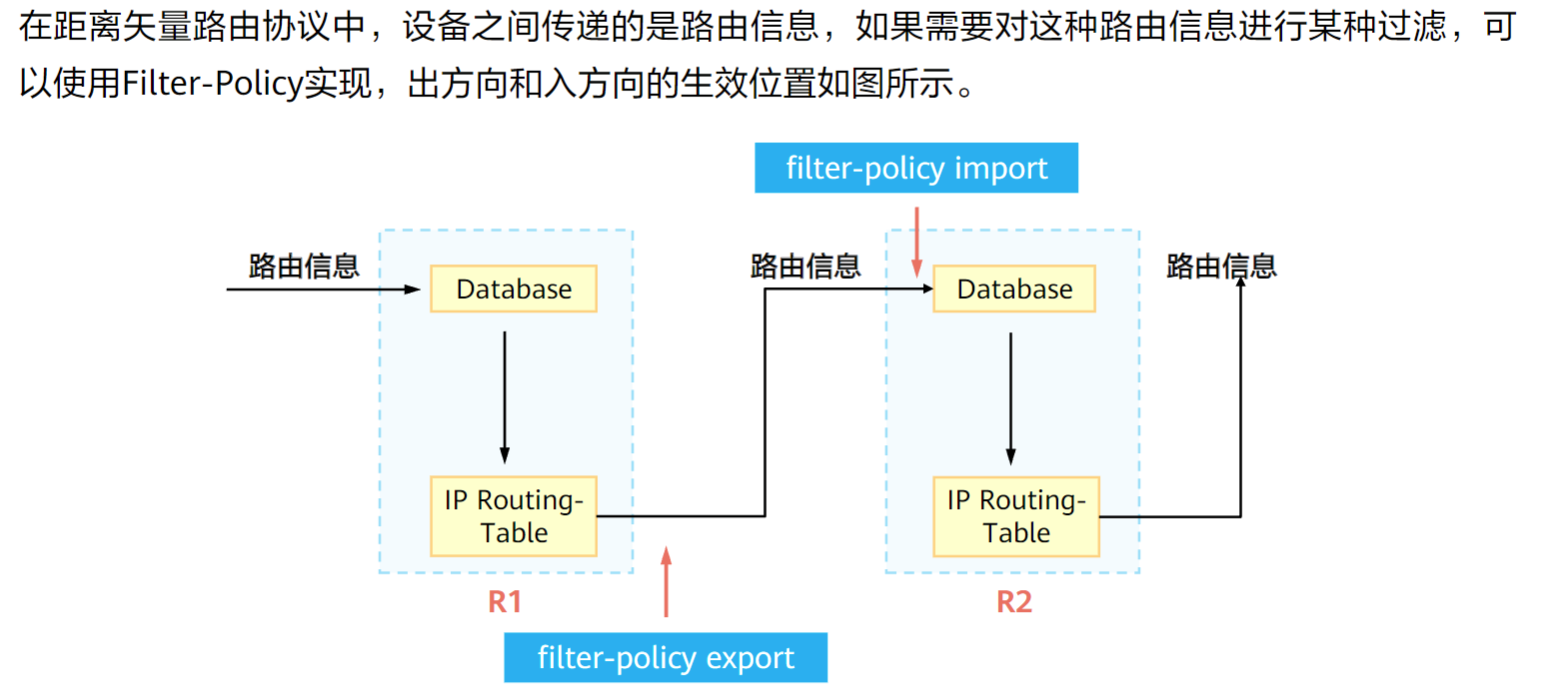 在距离矢量路由协议中，设备之间传递的是路由信息，如果需要对这种路由信息进行某种过滤，可
以使用Filter-Policy实现，出方向和入方向的生效位置如图所示。
filter-policy import
路由信息
路由信息
路由信息
Database
Database
IP Routing-
Table
IP Routing-
Table
R1
R2
filter-policy export